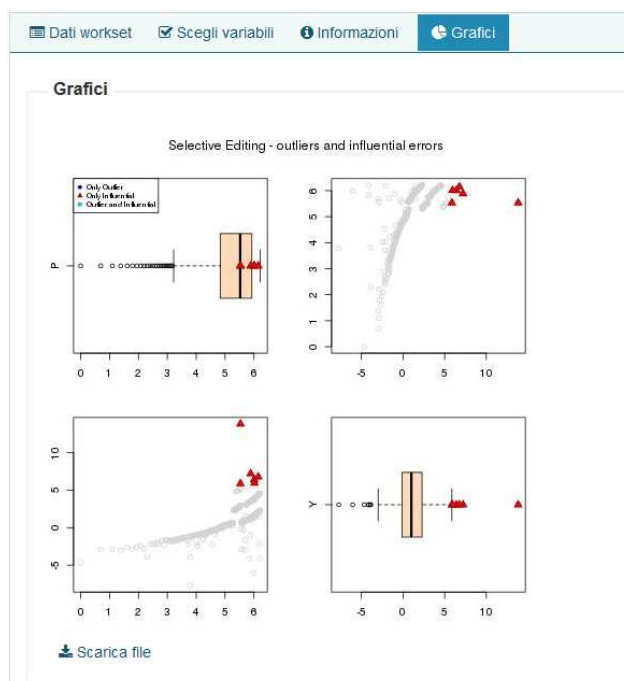 Dati workset Scegli variabili Informazioni Grafici
Grafici
Selective Editing - outliers and influential errors
Only Outlier
Only Influential
Outlier and Influential
P
0 1 2 3 4 5 6
0 1 2 3 4 5 6
-5 0 5 10
-5 0 5 10
0 1 2 3 4 5 6
Y
-5 0 5 10
Scarica file